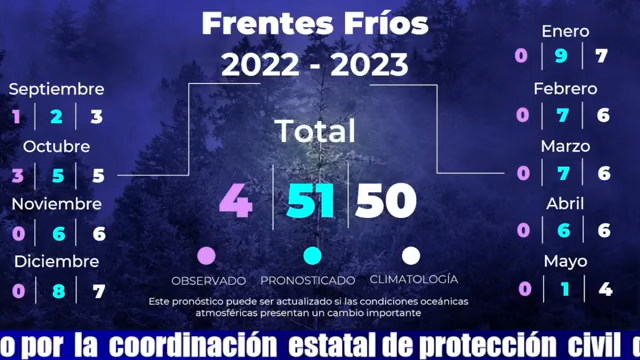 Frentes Fríos
2022 - 2023
Septiembre
1 2 3
Octubre
3 5 5
Noviembre
0 6 6
Diciembre
0 8 7
Total
4 51 50
OBSERVADO PRONOSTICADO CLIMATOLOGÍA
Este pronóstico puede ser actualizado si las condiciones oceánicas
atmosféricas presentan un cambio importante
Enero
0 9 7
Febrero
0 7 6
Marzo
0 7 6
Abril
0 6 6
Mayo
0 1 4
o por la coordinación estatal de protección civil